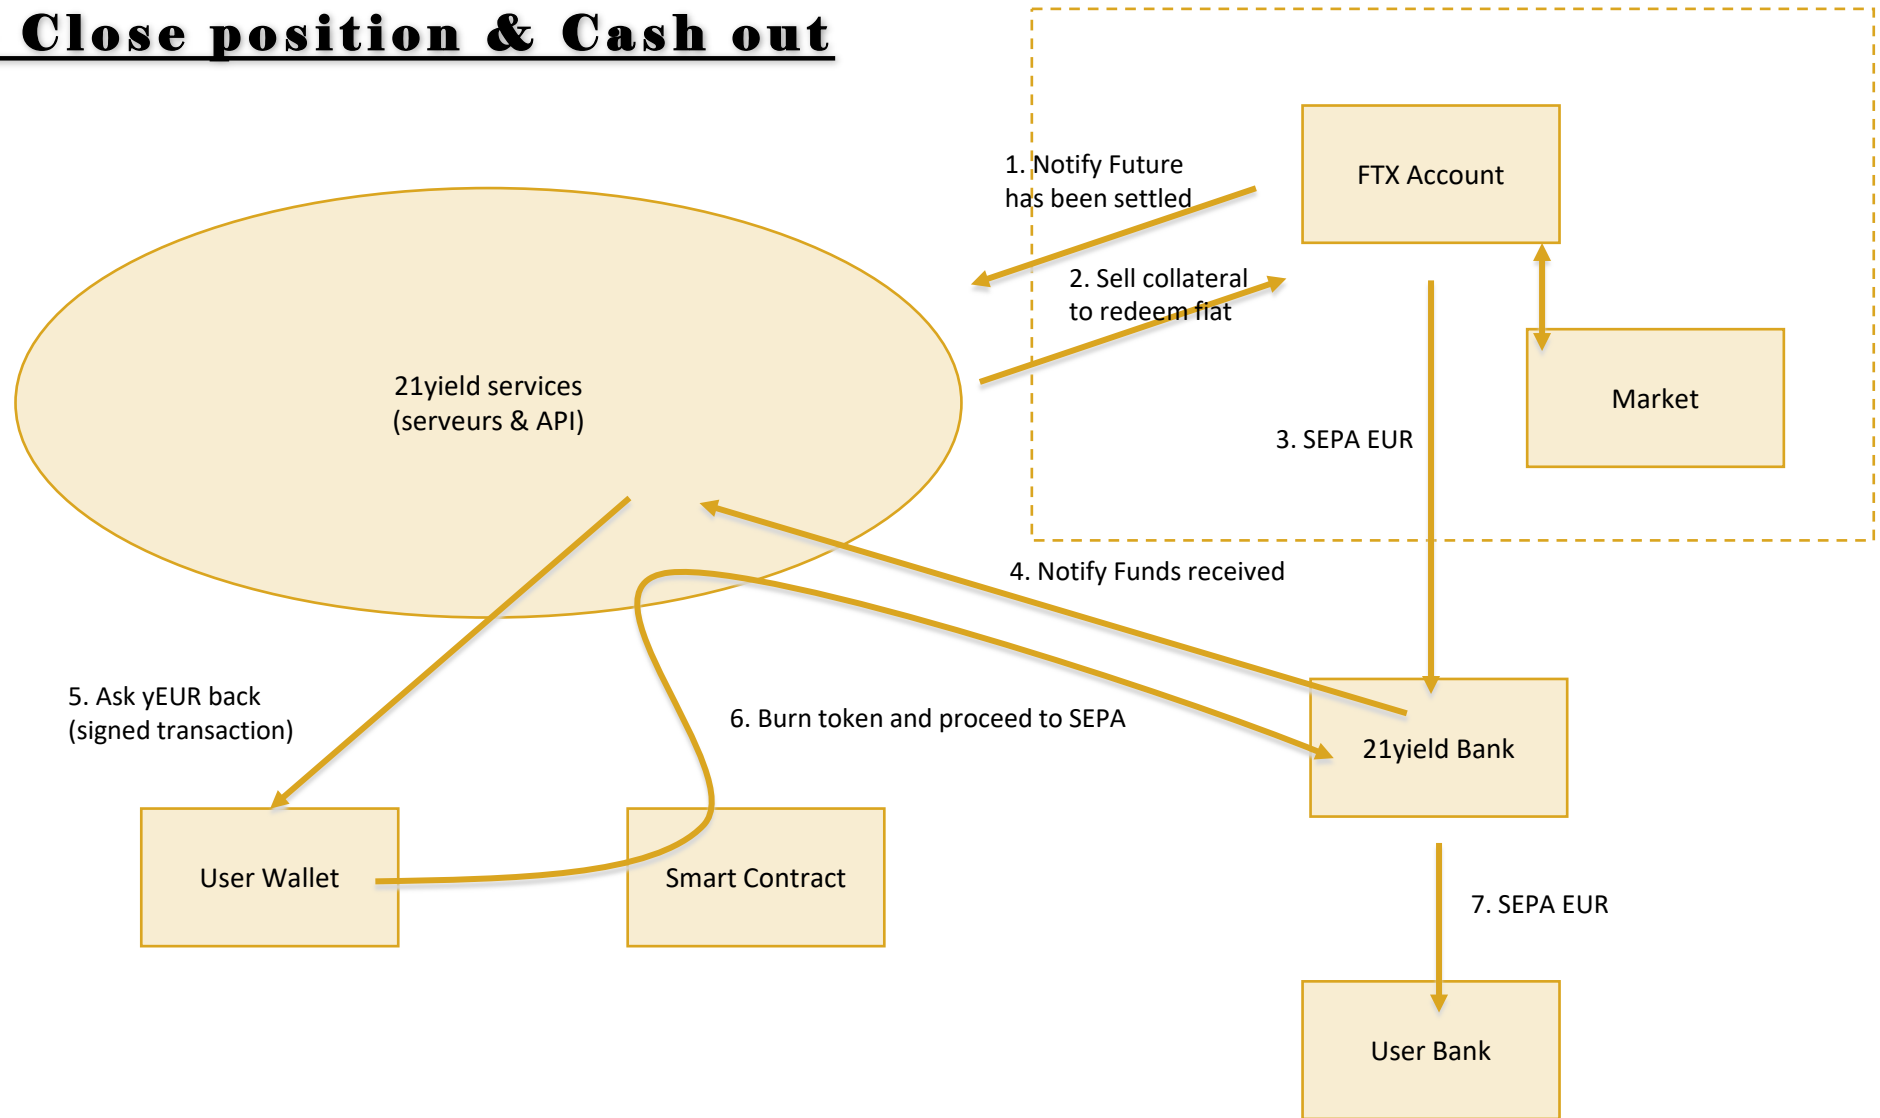 Close position & Cash out
1. Notify Future
has been settled
FTX Account
2. Sell collateral
to redeem fiat
21yield services
(serveurs & API)
Market
3. SEPA EUR
4. Notify Funds received
5. Ask yEUR back
(signed transaction)
6. Burn token and proceed to SEPA
21yield Bank
User Wallet
Smart Contract
7. SEPA EUR
User Bank